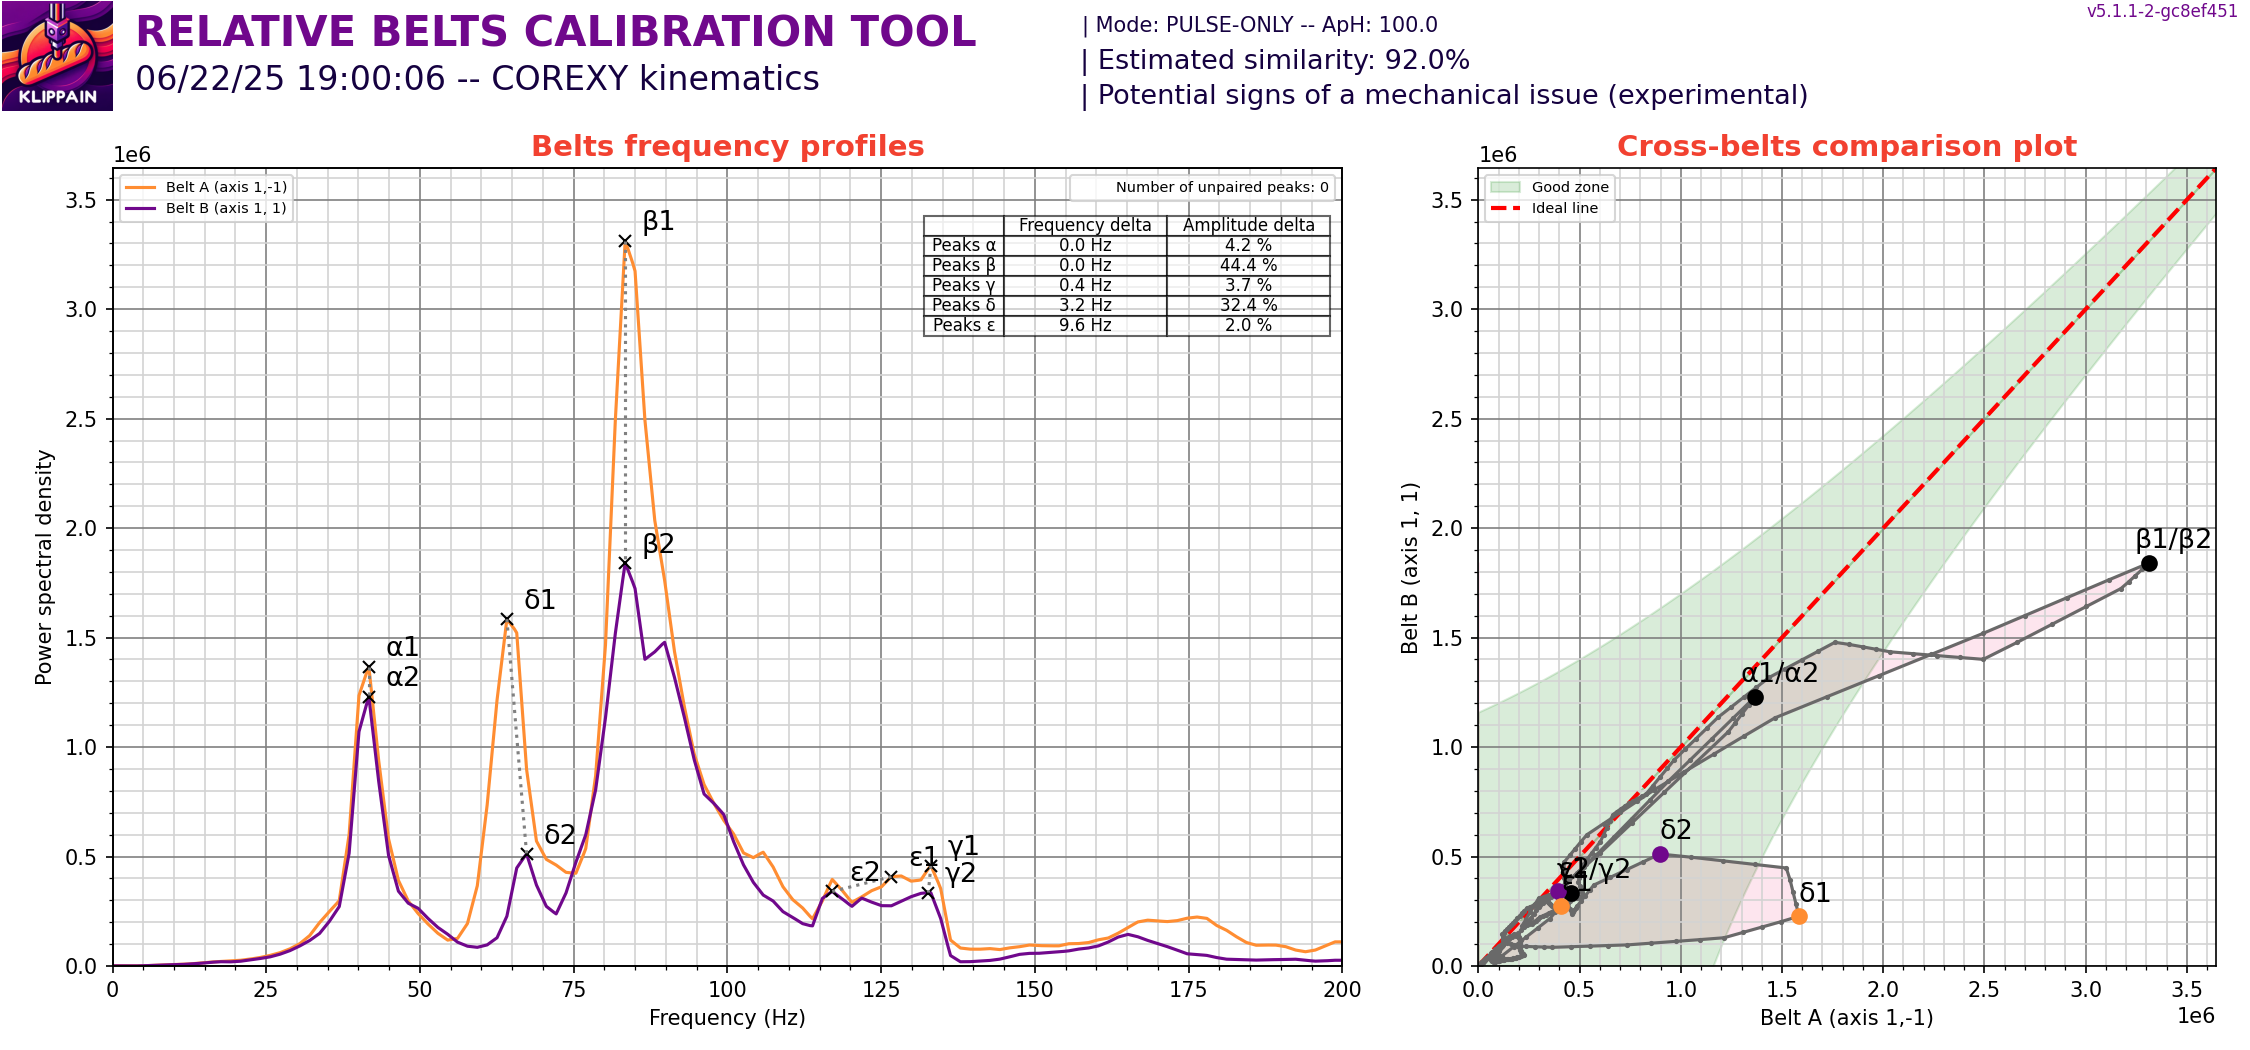 KLIPPAIN
RELATIVE BELTS CALIBRATION TOOL
06/22/25 19:00:06 -- COREXY kinematics
| Mode: PULSE-ONLY -- ApH: 100.0
| Estimated similarity: 92.0%
| Potential signs of a mechanical issue (experimental)
v5.1.1-2-gc8ef451
Belts frequency profiles
1e6
Belt A (axis 1,-1)
Belt B (axis 1, 1)
Number of unpaired peaks: 0
Frequency delta Amplitude delta
Peaks α 0.0 Hz 4.2 %
Peaks β 0.0 Hz 44.4 %
Peaks γ 0.4 Hz 3.7 %
Peaks δ 3.2 Hz 32.4 %
Peaks ε 9.6 Hz 2.0 %
β1
β2
δ1
α1
α2
δ2
ε2
ε1
γ1
γ2
3.5
3.0
2.5
2.0
1.5
1.0
0.5
0.0
Power spectral density
0 25 50 75 100 125 150 175 200
Frequency (Hz)
Cross-belts comparison plot
1e6
Good zone
Ideal line
β1/β2
α1/α2
δ2
δ1
3.5
3.0
2.5
2.0
1.5
1.0
0.5
0.0
Belt B (axis 1, 1)
0.0 0.5 1.0 1.5 2.0 2.5 3.0 3.5
1e6
Belt A (axis 1,-1)